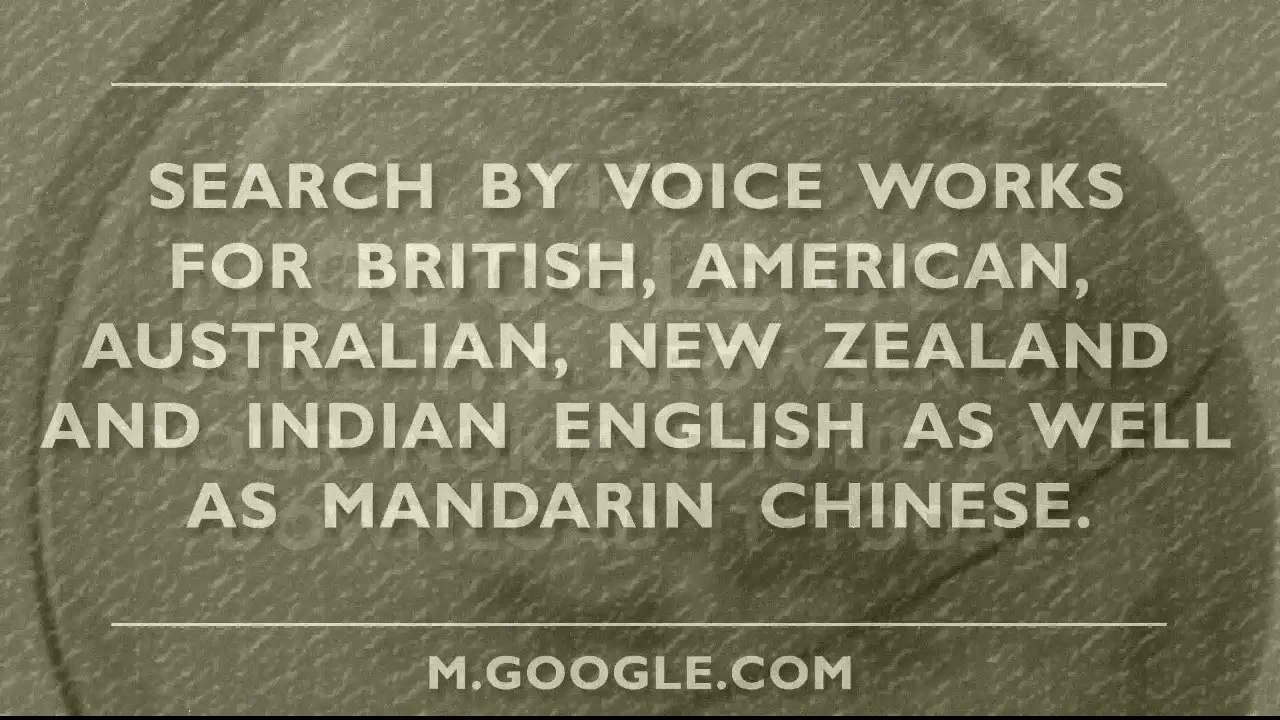 SEARCH BY VOICE WORKS
FOR BRITISH, AMERICAN,
AUSTRALIAN, NEW ZEALAND
AND INDIAN ENGLISH AS WELL
AS MANDARIN CHINESE.
M.GOOGLE.COM